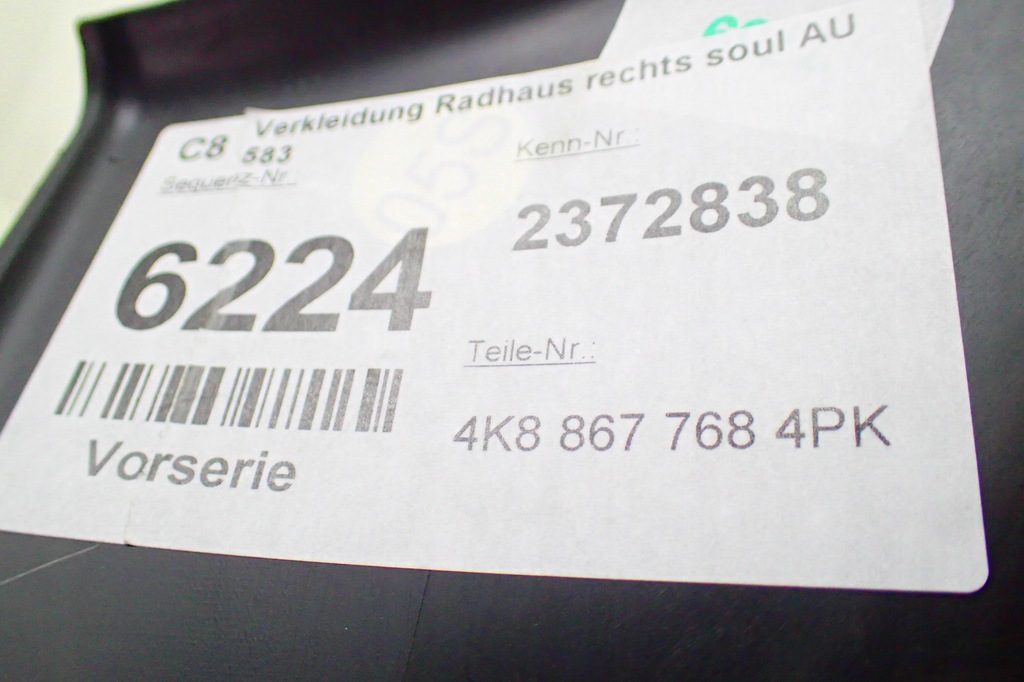 Verkleidung Radhaus rechts soul AU
C8 583
Sequenz-Nr.:
Kenn-Nr.:
6224
2372838
Teile-Nr.:
4K8 867 768 4PK
Vorserie
05S